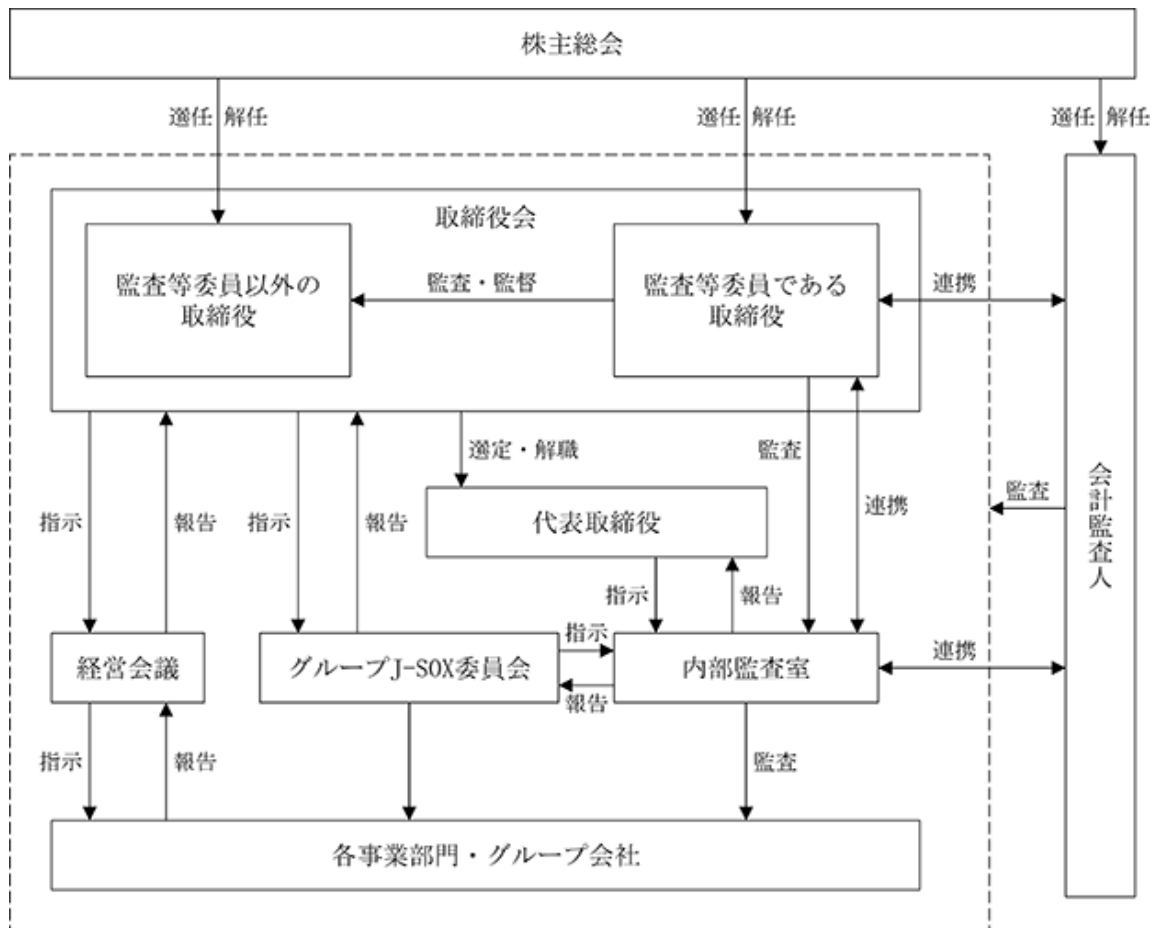 株主総会
選任 解任
選任 解任
選任 解任
取締役会
監査等委員以外の
取締役
監査・監督
監査等委員である
取締役
連携
選定・解職
監査
代表取締役
連携
監査
会計監査人
指示
報告
指示
報告
指示
報告
経営会議
グループJ-SOX委員会
指示
報告
内部監査室
連携
指示
報告
監査
各事業部門・グループ会社